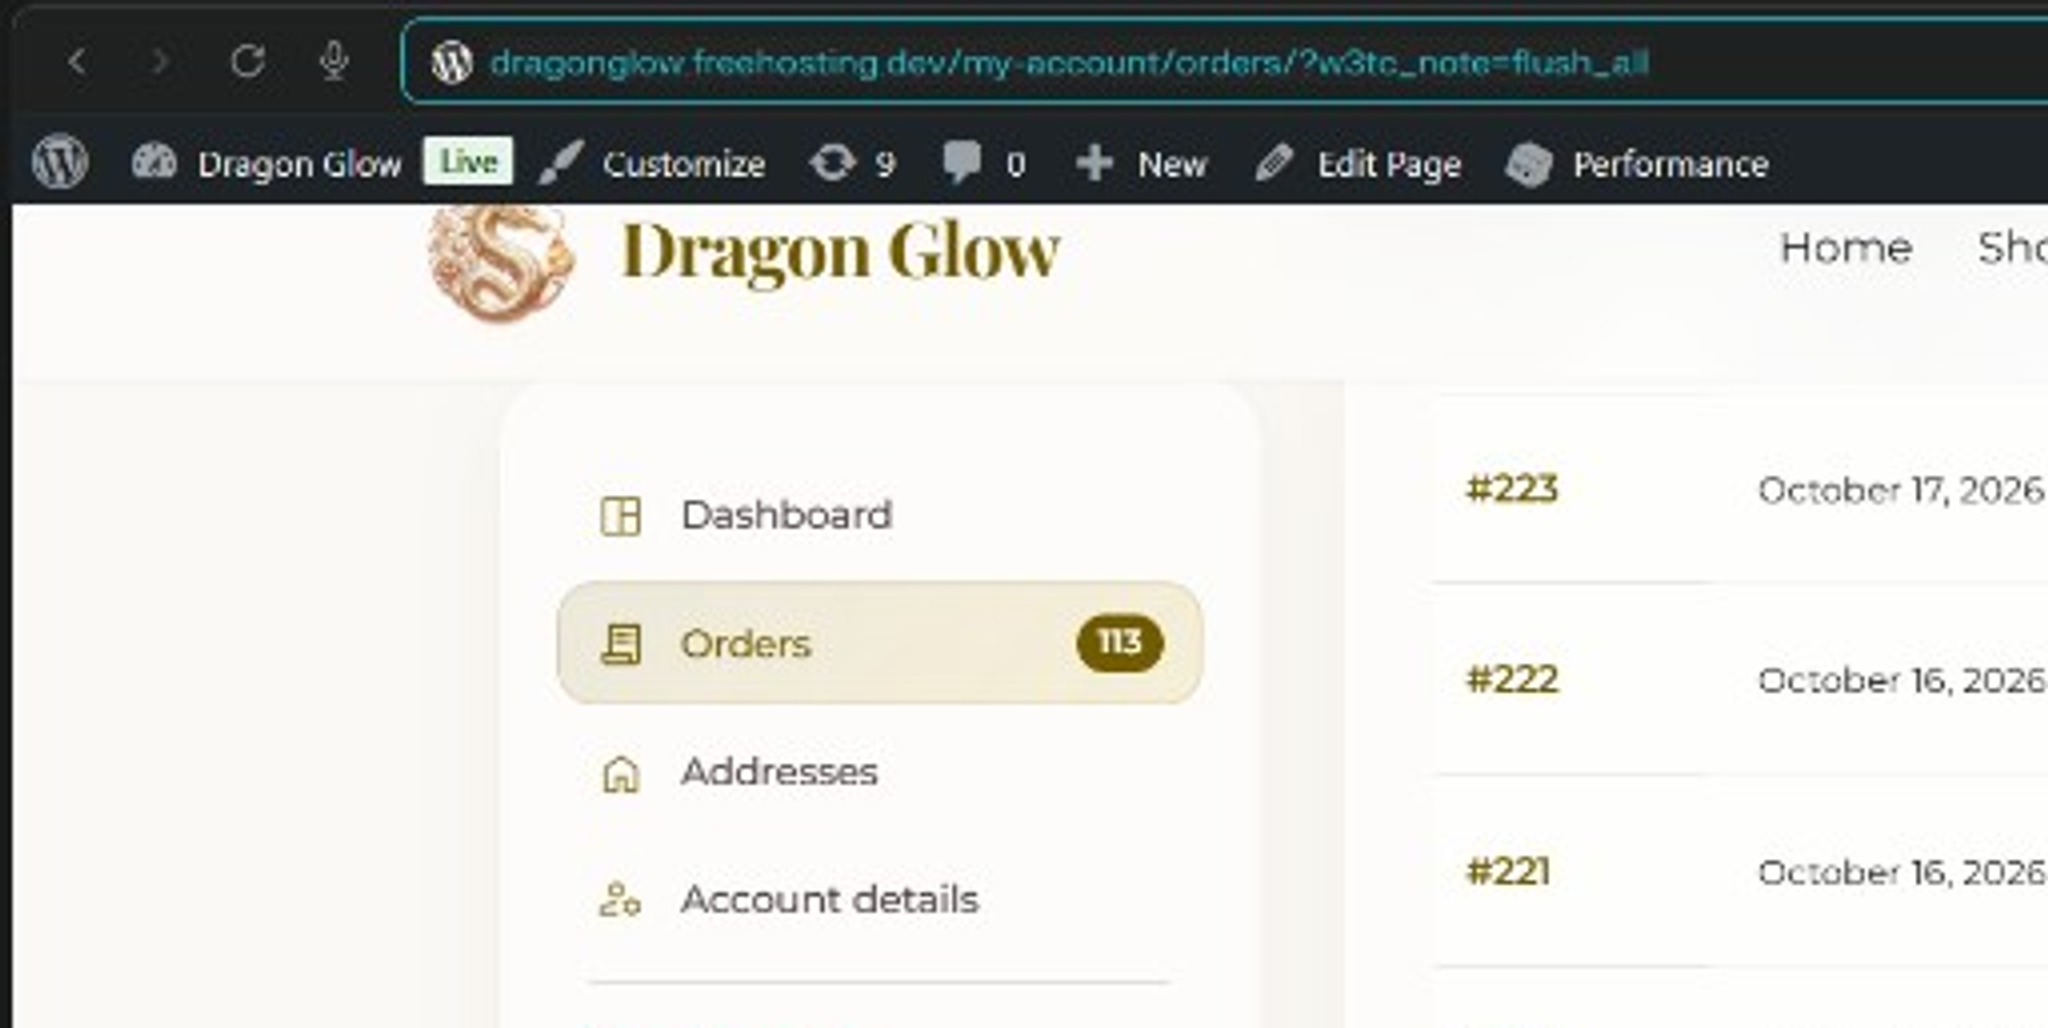 dragonglow.freehosting.dev/my-account/orders/?w3tc_note=flush_all
Dragon Glow Live Customize 9 0 New Edit Page Performance
Dragon Glow
Home
Dashboard
Orders 113
Addresses
Account details
#223 October 17, 2026
#222 October 16, 2026
#221 October 16, 2026